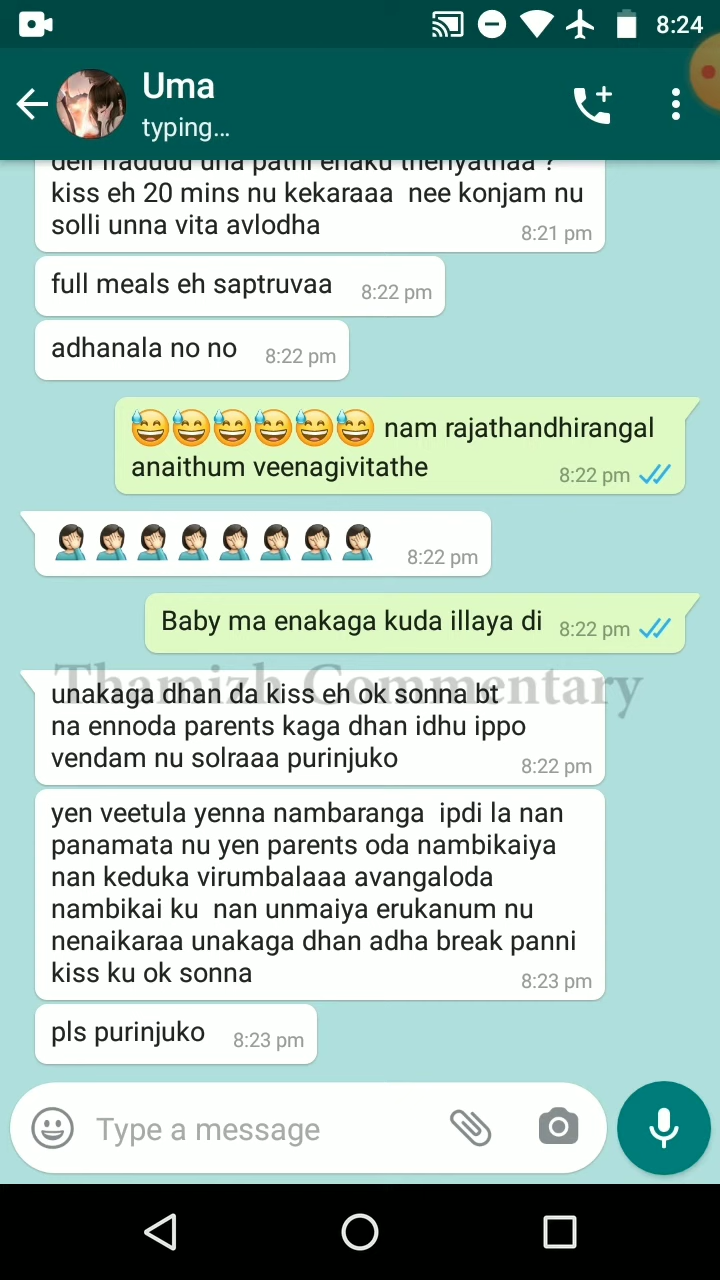 8:24
Uma
typing...
deii fraduuu una pathi enaku theriyathaa ?
kiss eh 20 mins nu kekaraaa nee konjam nu
solli unna vita avlodha
8:21 pm
full meals eh saptruvaa 8:22 pm
adhanala no no 8:22 pm
😅😅😅😅😅😅 nam rajathandhirangal
anaithum veenagivitathe 8:22 pm
🤦🏻‍♀️🤦🏻‍♀️🤦🏻‍♀️🤦🏻‍♀️🤦🏻‍♀️🤦🏻‍♀️🤦🏻‍♀️🤦🏻‍♀️ 8:22 pm
Baby ma enakaga kuda illaya di 8:22 pm
Thamizh Commentary
unakaga dhan da kiss eh ok sonna bt
na ennoda parents kaga dhan idhu ippo
vendam nu solraaa purinjuko 8:22 pm
yen veetula yenna nambaranga ipdi la nan
panamata nu yen parents oda nambikaiya
nan keduka virumbalaaa avangaloda
nambikai ku nan unmaiya erukanum nu
nenaikaraa unakaga dhan adha break panni
kiss ku ok sonna 8:23 pm
pls purinjuko 8:23 pm
Type a message